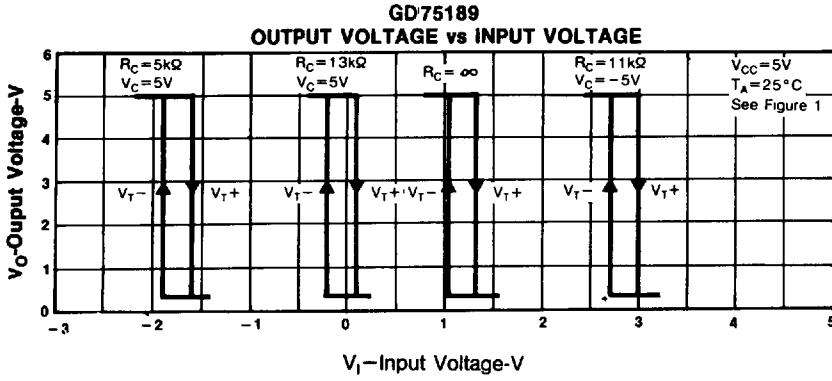 GD75189
OUTPUT VOLTAGE vs INPUT VOLTAGE
R_C=5kΩ
V_C=5V
R_C=13kΩ
V_C=5V
R_C=∞
R_C=11kΩ
V_C=−5V
V_CC=5V
T_A=25°C
See Figure 1
V_O-Ouput Voltage-V
6
5
4
3
2
1
0
V_T− V_T+ V_T− V_T+ V_T− V_T+ V_T− V_T+
−3 −2 −1 0 1 2 3 4 5
V_I−Input Voltage-V